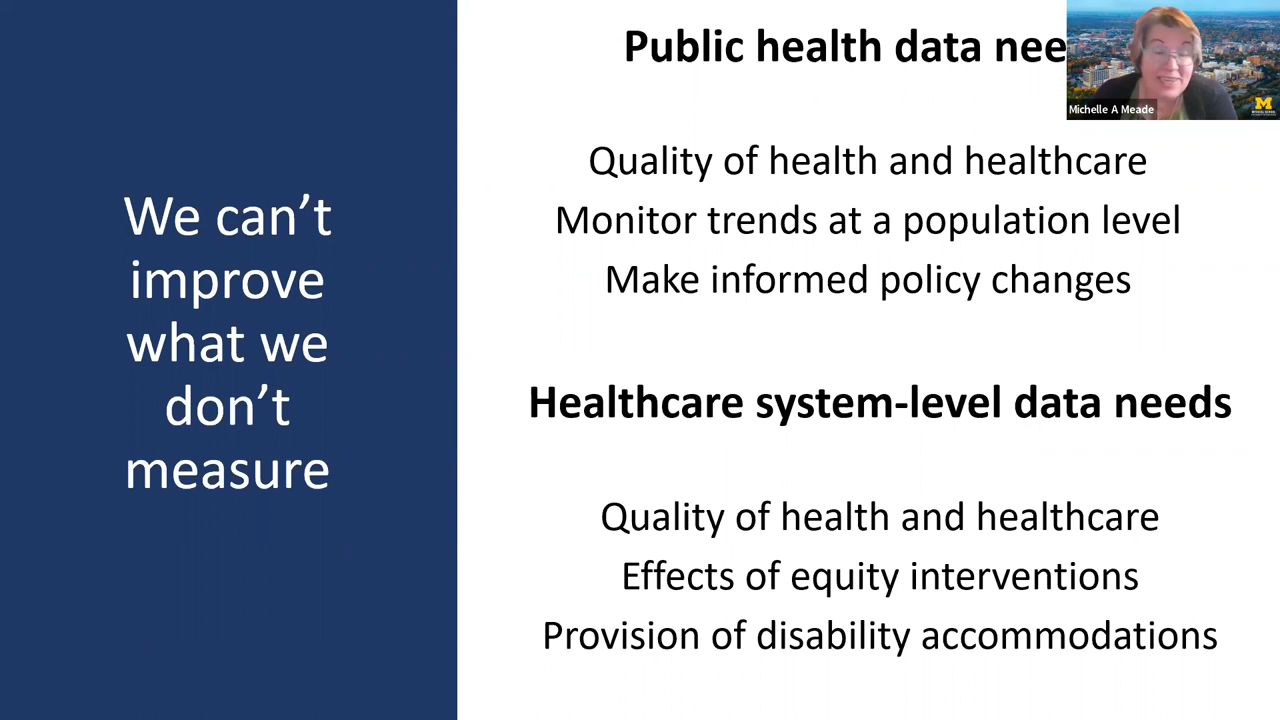 We can’t
improve
what we
don’t
measure
Public health data nee
Michelle A Meade
M
Quality of health and healthcare
Monitor trends at a population level
Make informed policy changes
Healthcare system-level data needs
Quality of health and healthcare
Effects of equity interventions
Provision of disability accommodations